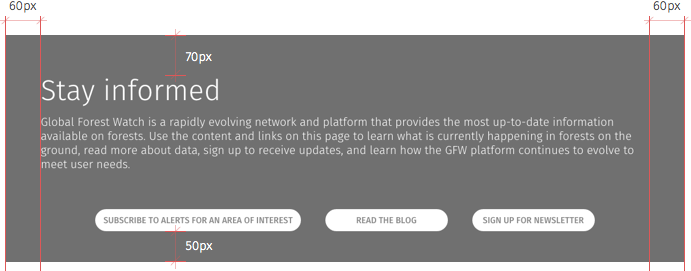 60px 60px
70px
Stay informed
Global Forest Watch is a rapidly evolving network and platform that provides the most up-to-date information
available on forests. Use the content and links on this page to learn what is currently happening in forests on the
ground, read more about data, sign up to receive updates, and learn how the GFW platform continues to evolve to
meet user needs.
SUBSCRIBE TO ALERTS FOR AN AREA OF INTEREST READ THE BLOG SIGN UP FOR NEWSLETTER
50px